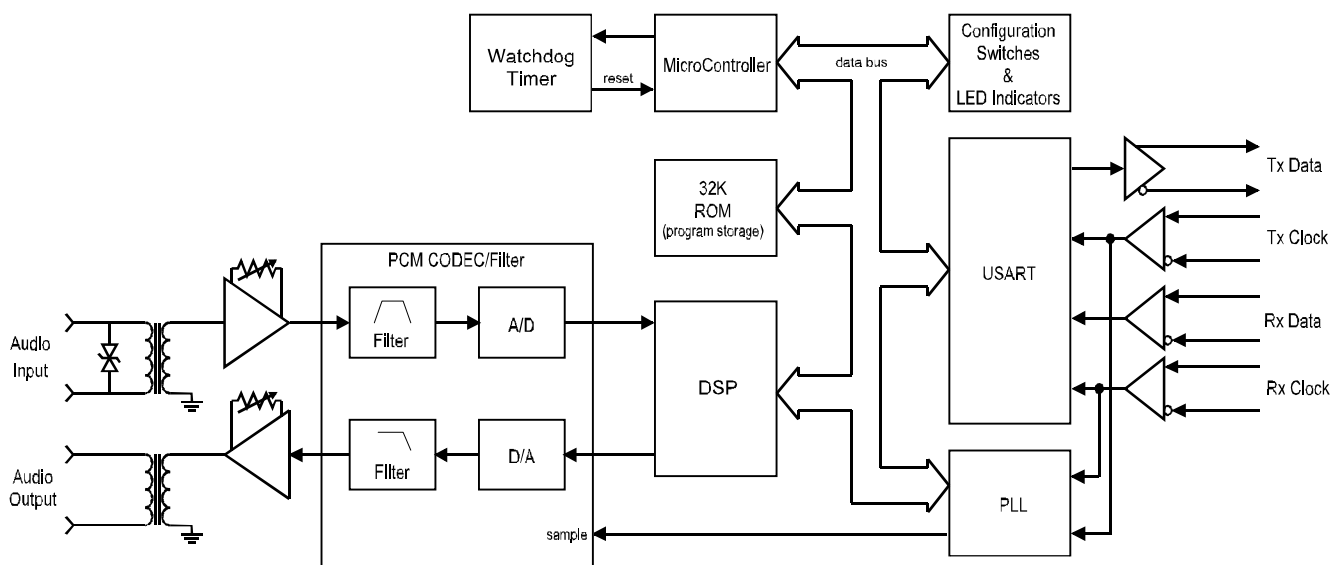 Watchdog
Timer
reset
MicroController
data bus
Configuration
Switches
&
LED Indicators
32K
ROM
(program storage)
USART
Tx Data
Tx Clock
Rx Data
Rx Clock
PCM CODEC/Filter
Filter
A/D
DSP
Audio
Input
Filter
D/A
Audio
Output
sample
PLL